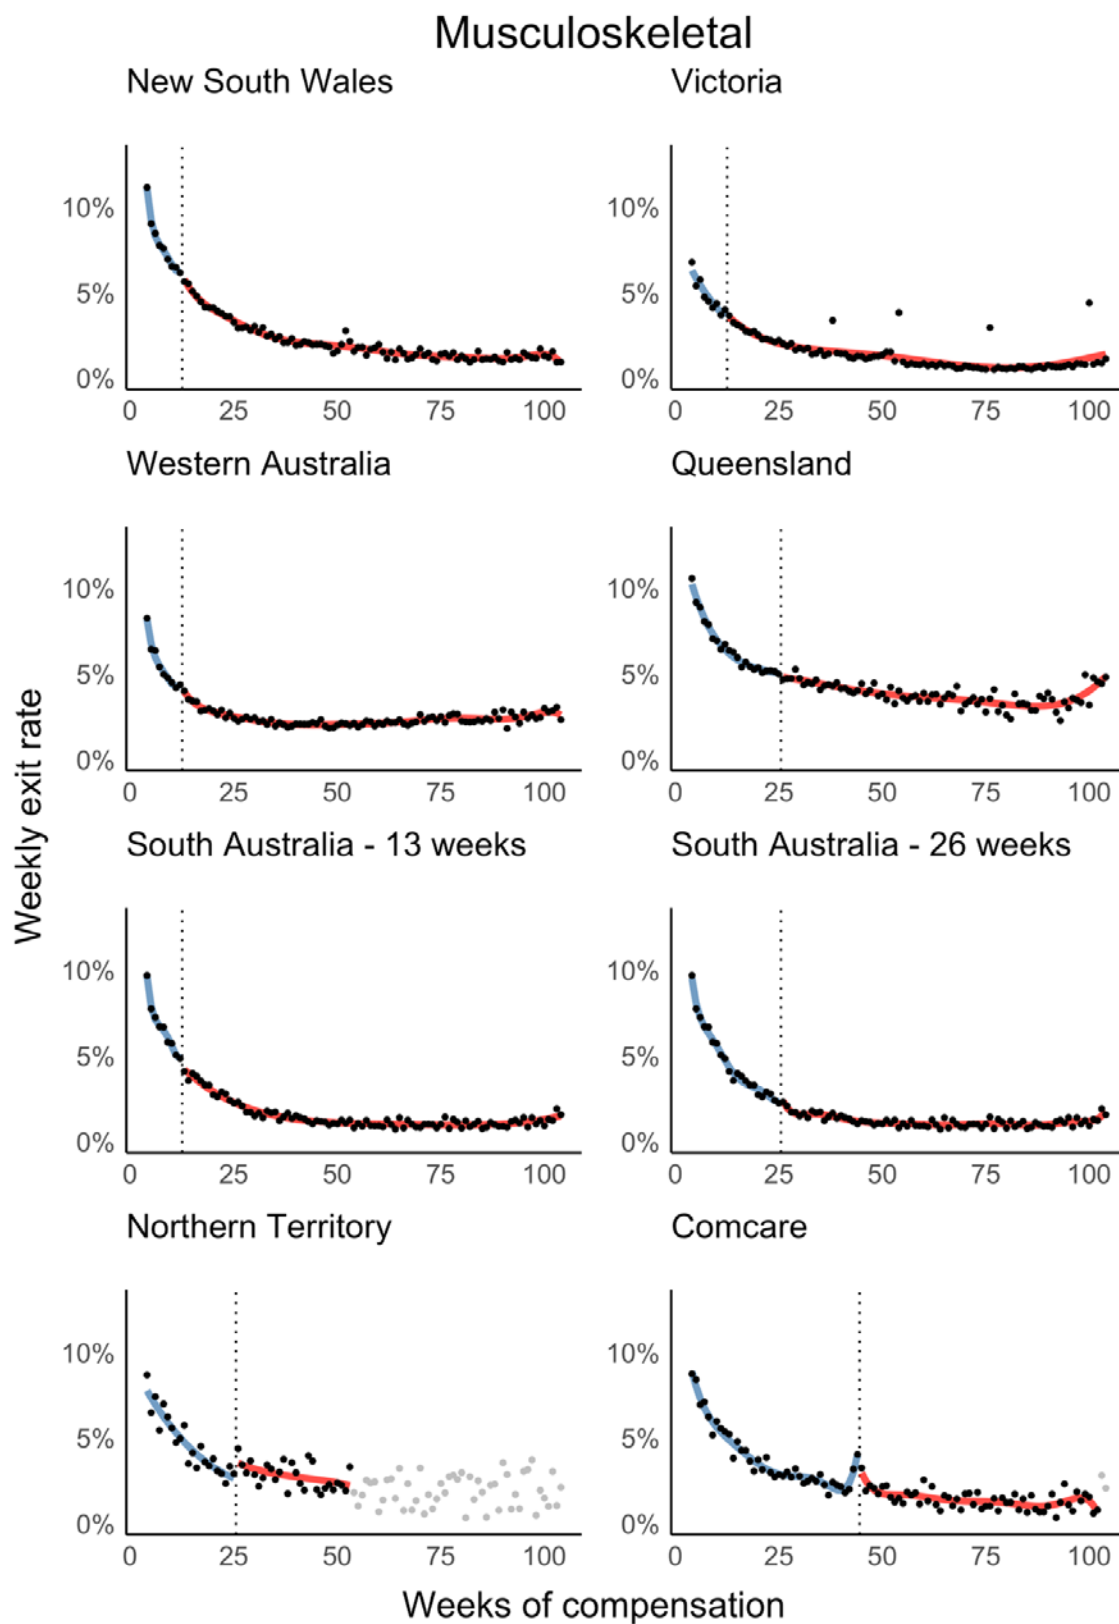 Musculoskeletal
New South Wales
10%
5%
0%
0 25 50 75 100
Victoria
10%
5%
0%
0 25 50 75 100
Western Australia
10%
5%
0%
0 25 50 75 100
Queensland
10%
5%
0%
0 25 50 75 100
South Australia - 13 weeks
10%
5%
0%
0 25 50 75 100
South Australia - 26 weeks
10%
5%
0%
0 25 50 75 100
Northern Territory
10%
5%
0%
0 25 50 75 100
Comcare
10%
5%
0%
0 25 50 75 100
Weekly exit rate
Weeks of compensation